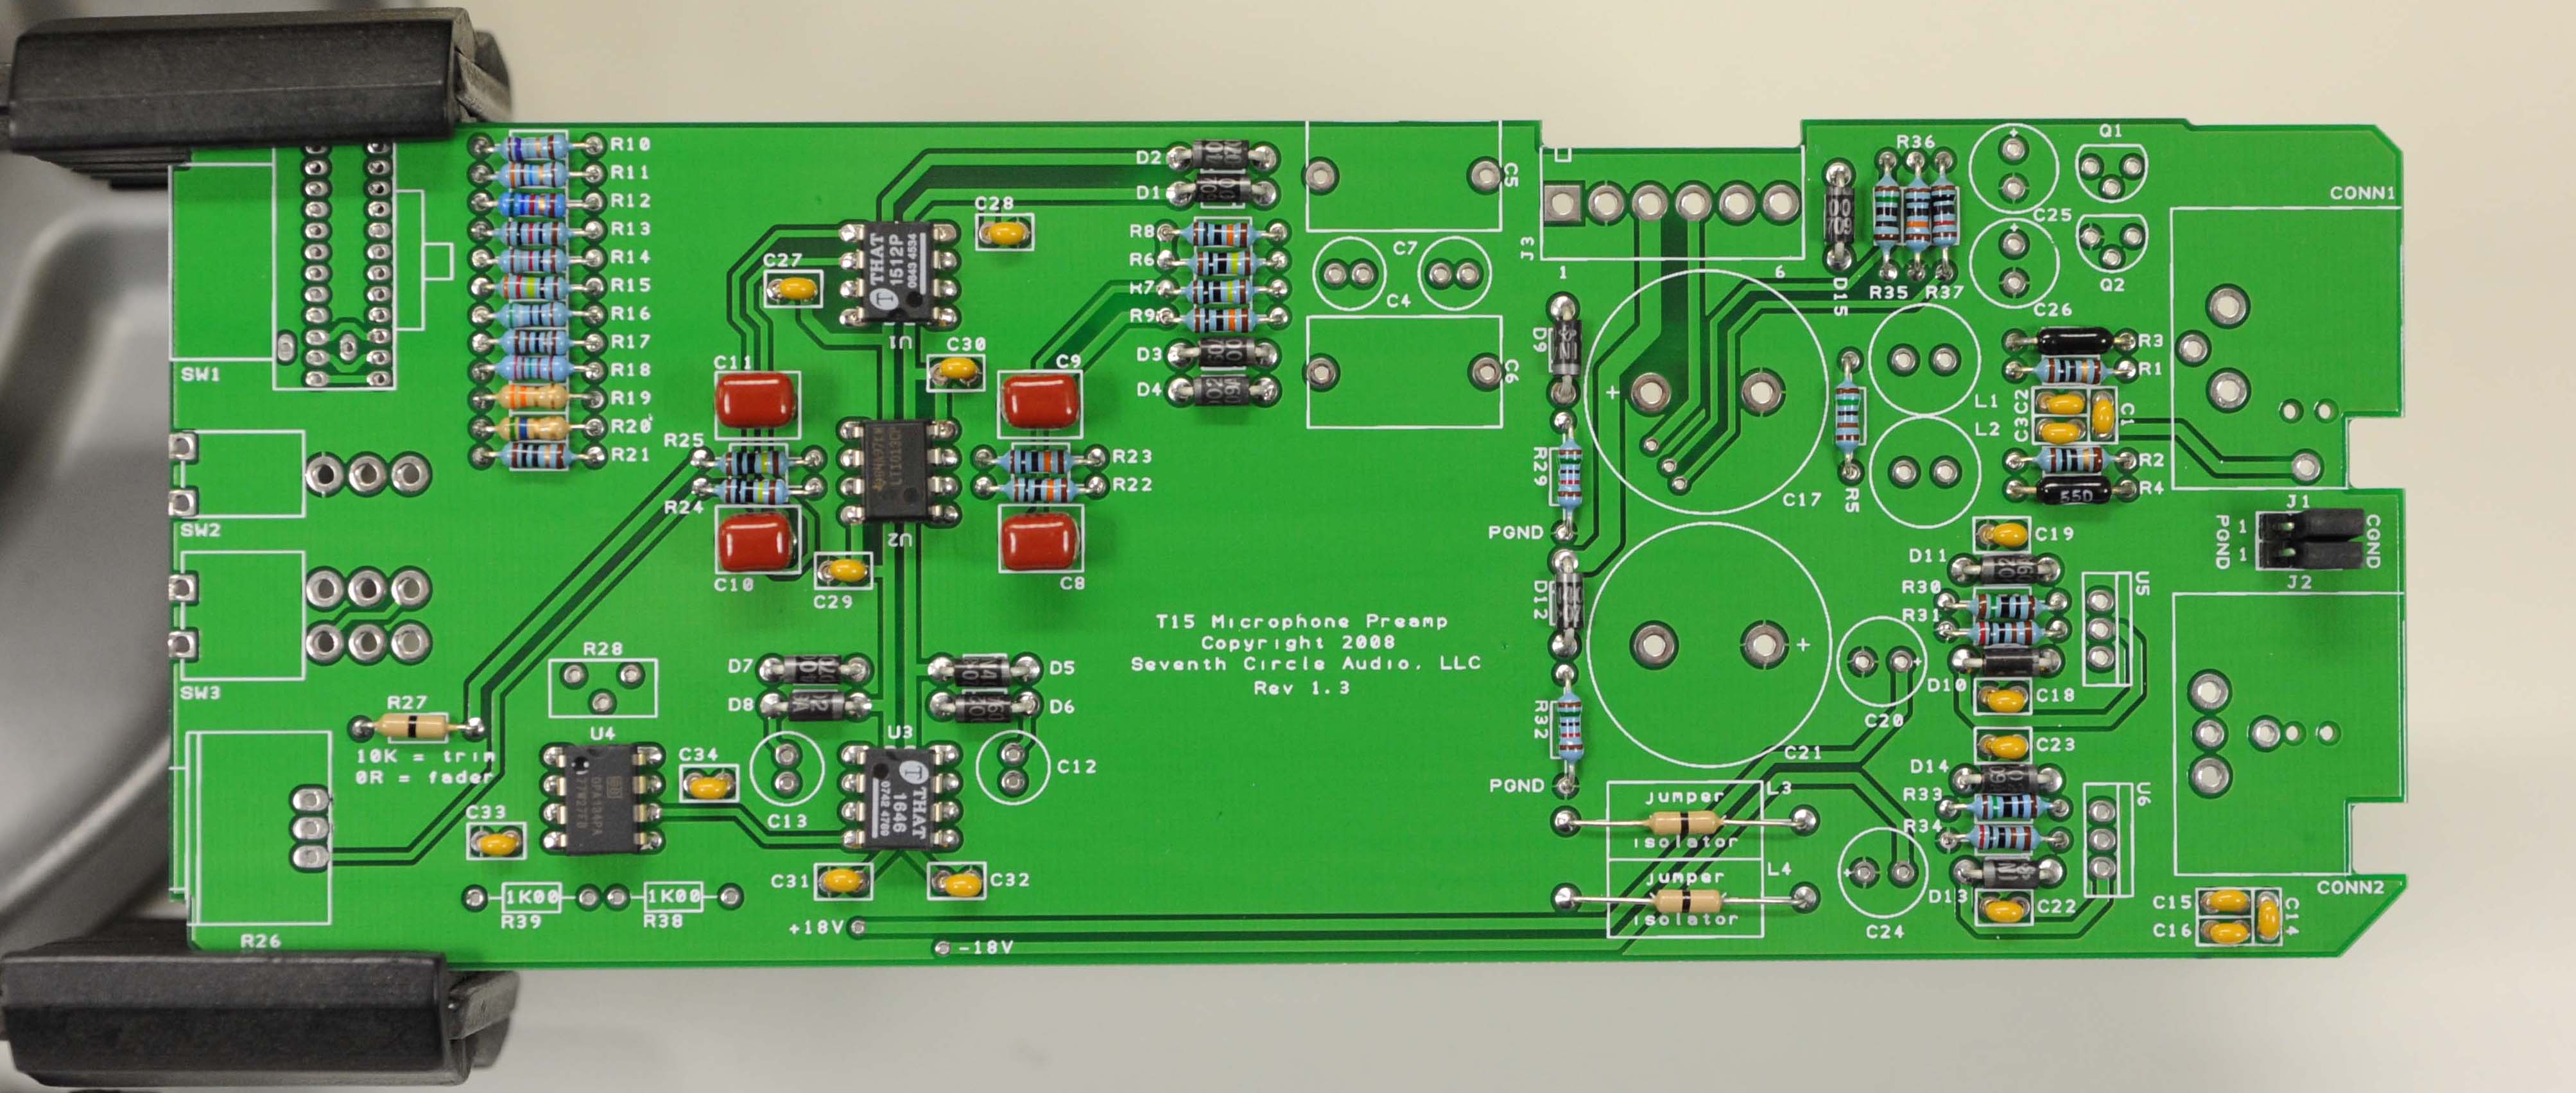 R10
R11
R12
R13
R14
R15
R16
R17
R18
R19
R20
R21
SW1
SW2
SW3
R27
10K = trim
0R = fader
R26
R28
U4
C33
C34
1K00
R39
1K00
R38
C27
C28
THAT
1512P
0843 4534
U1
C30
C11
C9
R25
R24
R23
R22
U2
C10
C8
C29
D7
D8
D5
D6
U3
C13
C12
THAT
1646
0742 4789
C31
C32
+18V
-18V
D2
D1
R8
R6
R7
R9
D3
D4
C5
C7
C4
C6
T15 Microphone Preamp
Copyright 2008
Seventh Circle Audio, LLC
Rev 1.3
J3
1
6
D9
R29
PGND
D12
R32
PGND
C17
C21
L3
jumper
isolator
L4
jumper
isolator
D15
R36
R35
R37
C25
C26
Q1
Q2
R5
L1
L2
R3
R1
C3
C2
C1
R2
R4
550
C19
D11
R30
R31
D10
C18
U5
C20
C23
D14
R33
R34
D13
C22
U6
C24
CONN1
J1
PGND
1
1
CGND
J2
CONN2
C15
C16
C14